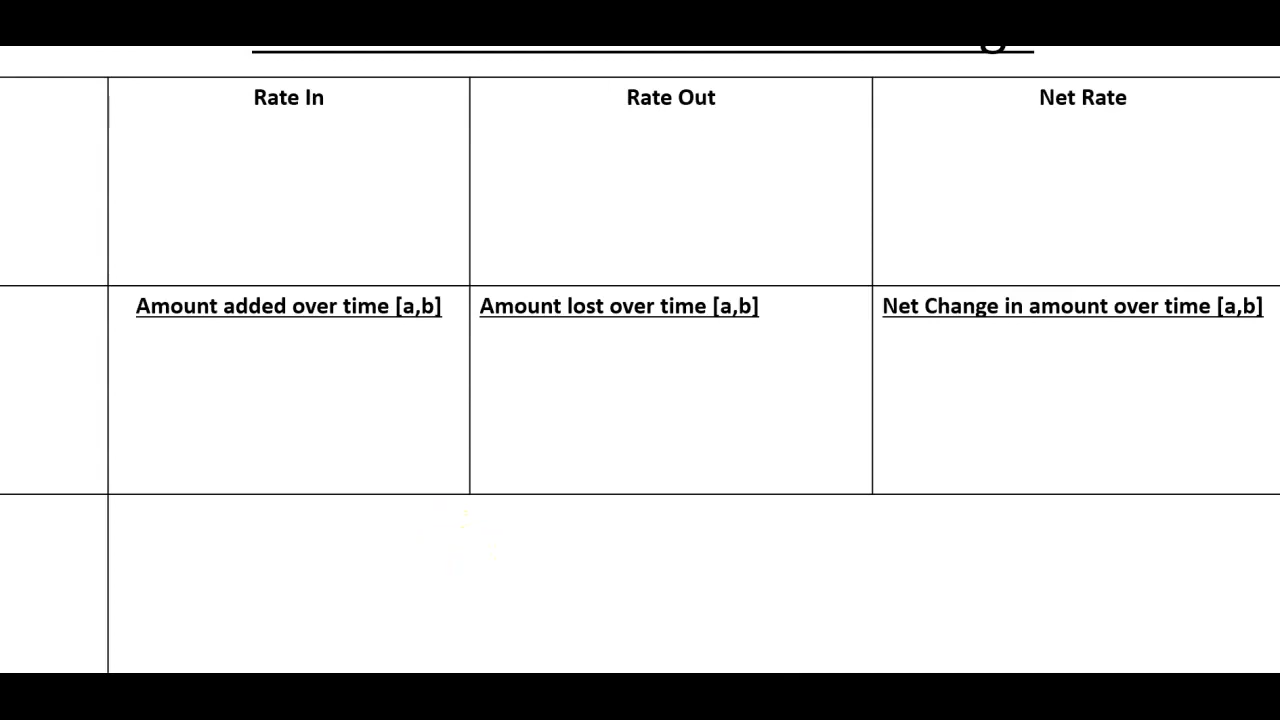 Rate In
Rate Out
Net Rate
Amount added over time [a,b]
Amount lost over time [a,b]
Net Change in amount over time [a,b]